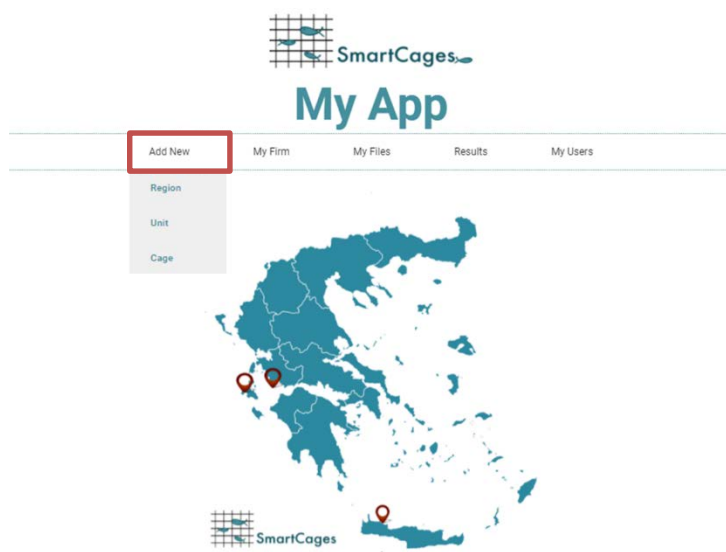 SmartCages
My App
Add New My Firm My Files Results My Users
Region
Unit
Cage
SmartCages